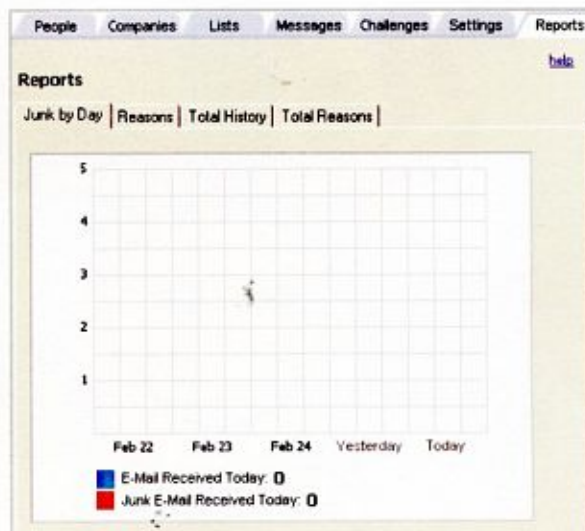 People Companies Lists Messages Challenges Settings Reports
help
Reports
Junk by Day Reasons Total History Total Reasons
5
4
3
2
1
Feb 22 Feb 23 Feb 24 Yesterday Today
E-Mail Received Today: 0
Junk E-Mail Received Today: 0